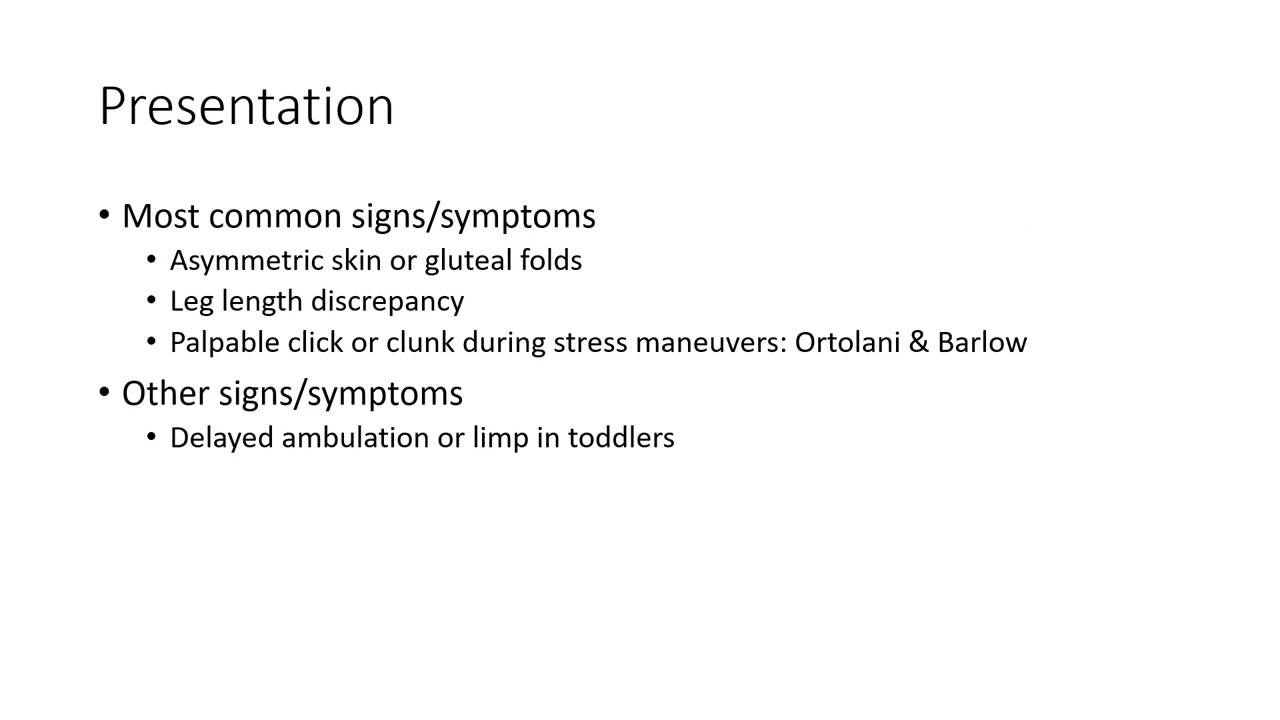 Presentation
• Most common signs/symptoms
• Asymmetric skin or gluteal folds
• Leg length discrepancy
• Palpable click or clunk during stress maneuvers: Ortolani & Barlow
• Other signs/symptoms
• Delayed ambulation or limp in toddlers